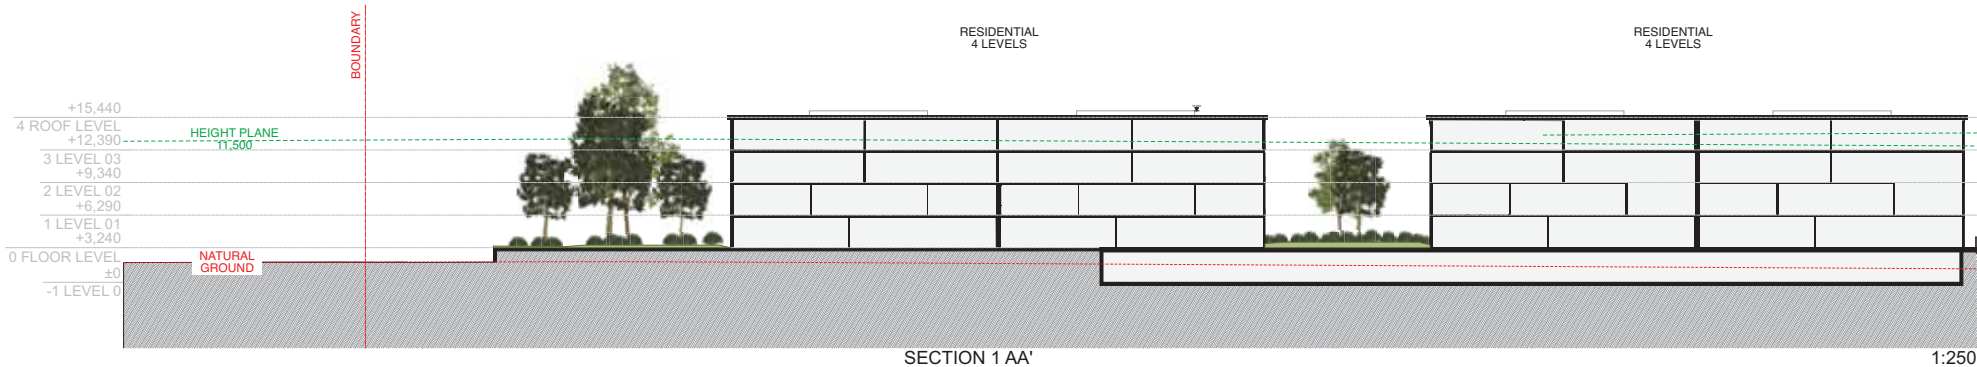 BOUNDARY
RESIDENTIAL
4 LEVELS
RESIDENTIAL
4 LEVELS
+15,440
4 ROOF LEVEL
+12,390
3 LEVEL 03
+9,340
2 LEVEL 02
+6,290
1 LEVEL 01
+3,240
0 FLOOR LEVEL
±0
-1 LEVEL 0
HEIGHT PLANE
11,500
NATURAL
GROUND
SECTION 1 AA'
1:250